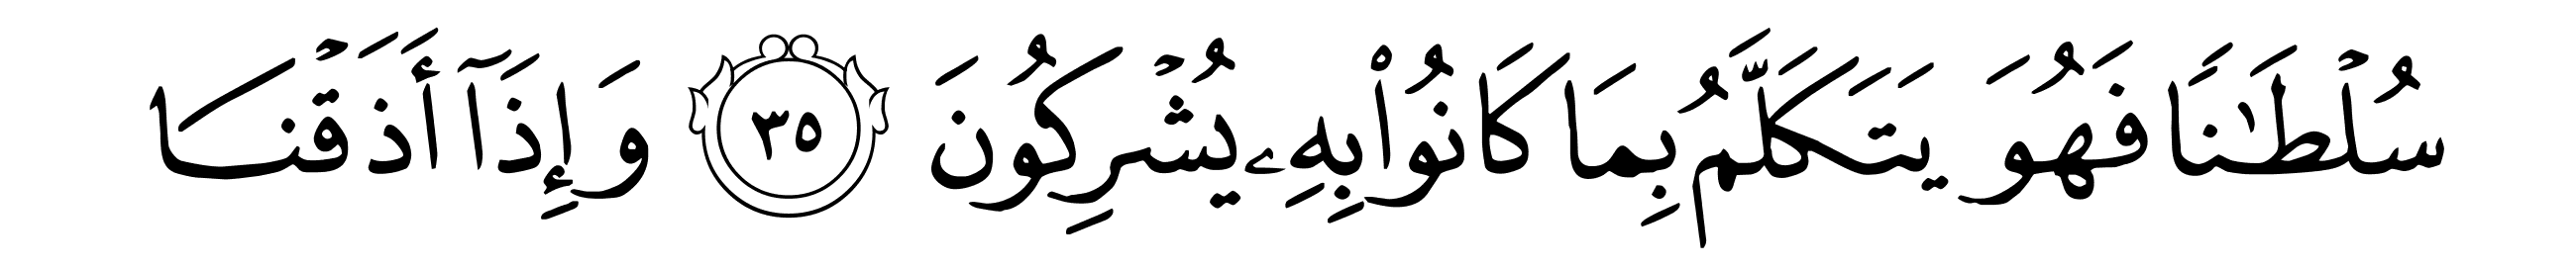 سُلْطَٰنًا فَهُوَ يَتَكَلَّمُ بِمَا كَانُوا۟ بِهِۦ يُشْرِكُونَ ٣٥ وَإِذَآ أَذَقْنَا